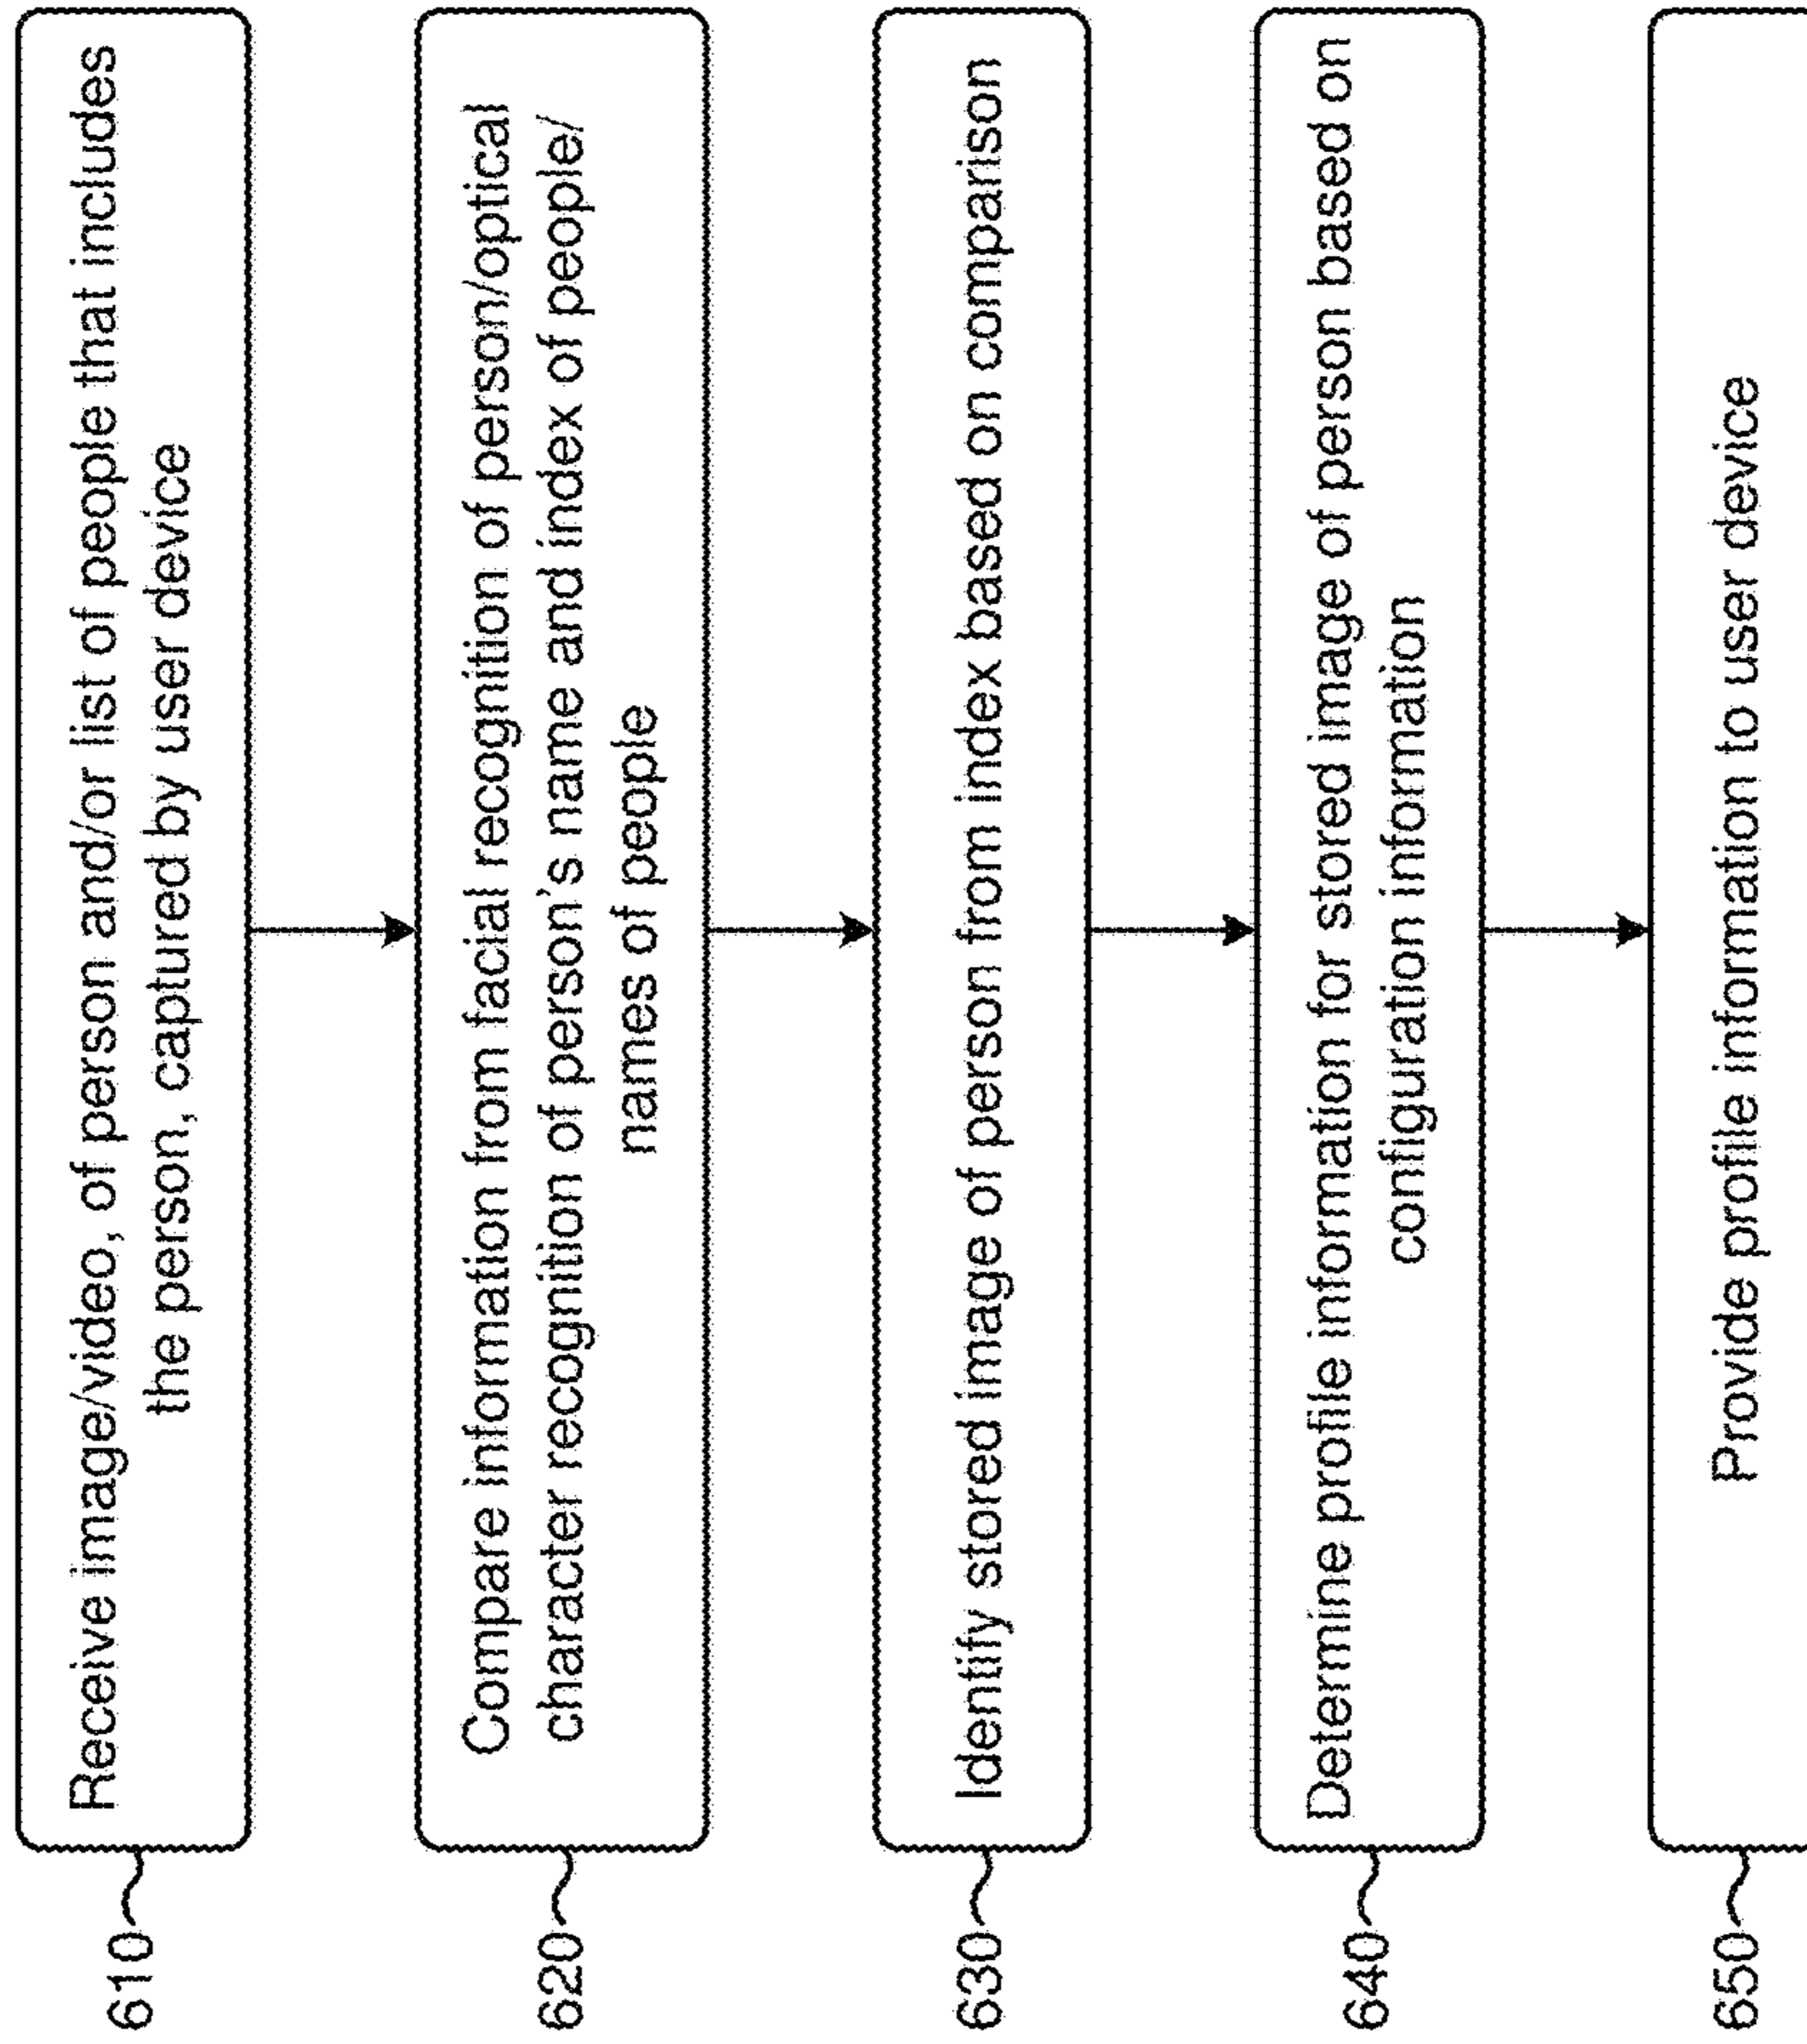 610
Receive image/video, of person and/or list of people that includes
the person, captured by user device
620
Compare information from facial recognition of person/optical
character recognition of person's name and index of people/
names of people
630
Identify stored image of person from index based on comparison
640
Determine profile information for stored image of person based on
configuration information
650
Provide profile information to user device